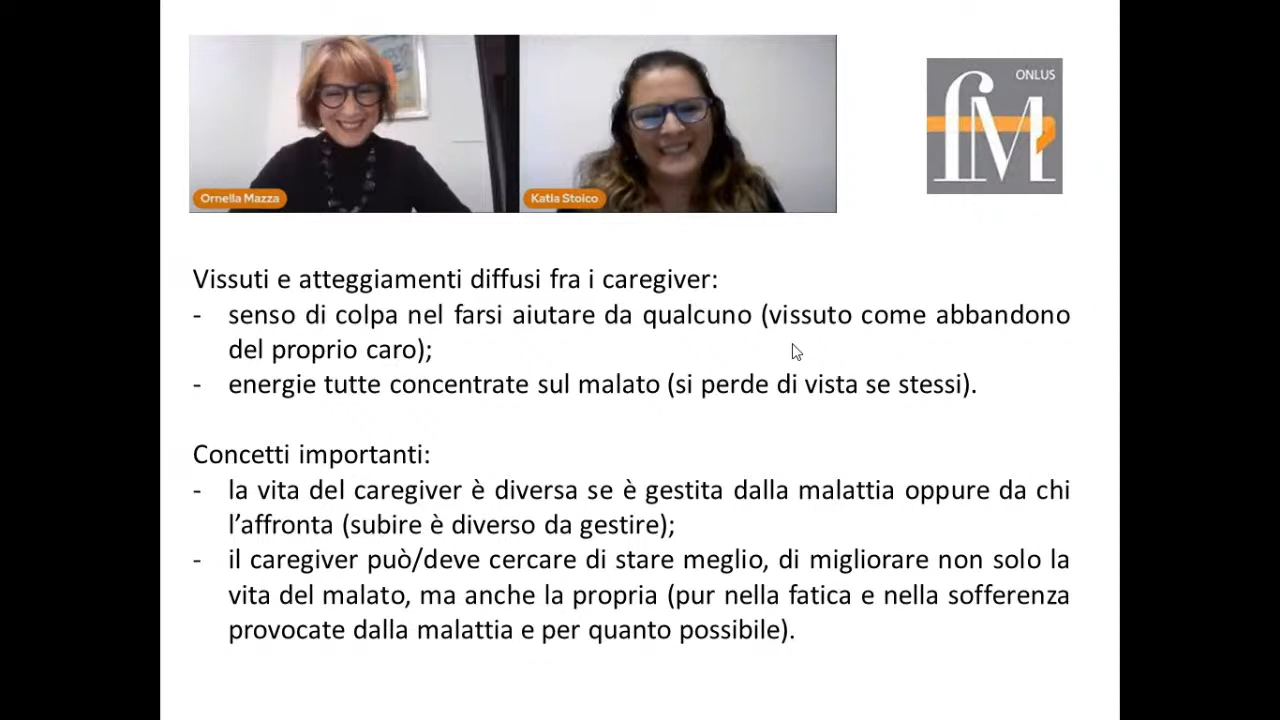 ONLUS
fM
Ornella Mazza
Katia Stoico
Vissuti e atteggiamenti diffusi fra i caregiver:
- senso di colpa nel farsi aiutare da qualcuno (vissuto come abbandono
del proprio caro);
- energie tutte concentrate sul malato (si perde di vista se stessi).
Concetti importanti:
- la vita del caregiver è diversa se è gestita dalla malattia oppure da chi
l’affronta (subire è diverso da gestire);
- il caregiver può/deve cercare di stare meglio, di migliorare non solo la
vita del malato, ma anche la propria (pur nella fatica e nella sofferenza
provocate dalla malattia e per quanto possibile).